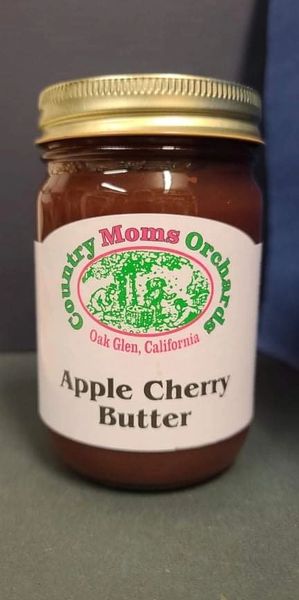 Country Moms Orchards
Oak Glen, California
Apple Cherry
Butter